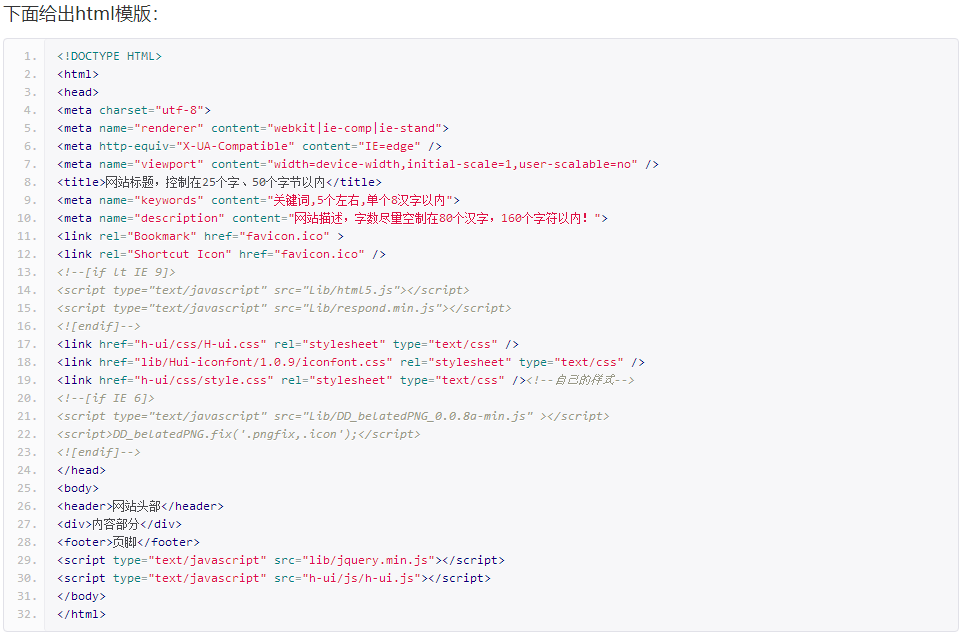 下面给出html模版：
1. <!DOCTYPE HTML>
2. <html>
3. <head>
4. <meta charset="utf-8">
5. <meta name="renderer" content="webkit|ie-comp|ie-stand">
6. <meta http-equiv="X-UA-Compatible" content="IE=edge" />
7. <meta name="viewport" content="width=device-width,initial-scale=1,user-scalable=no" />
8. <title>网站标题，控制在25个字、50个字节以内</title>
9. <meta name="keywords" content="关键词,5个左右,单个8汉字以内">
10. <meta name="description" content="网站描述，字数尽量空制在80个汉字，160个字符以内！">
11. <link rel="Bookmark" href="favicon.ico" >
12. <link rel="Shortcut Icon" href="favicon.ico" />
13. <!--[if lt IE 9]>
14. <script type="text/javascript" src="lib/html5.js"></script>
15. <script type="text/javascript" src="lib/respond.min.js"></script>
16. <![endif]-->
17. <link href="h-ui/css/H-ui.css" rel="stylesheet" type="text/css" />
18. <link href="lib/Hui-iconfont/1.0.9/iconfont.css" rel="stylesheet" type="text/css" />
19. <link href="h-ui/css/style.css" rel="stylesheet" type="text/css" /><!--自己的样式-->
20. <!--[if IE 6]>
21. <script type="text/javascript" src="lib/DD_belatedPNG_0.0.8a-min.js" ></script>
22. <script>DD_belatedPNG.fix('.pngfix,.icon');</script>
23. <![endif]-->
24. </head>
25. <body>
26. <header>网站头部</header>
27. <div>内容部分</div>
28. <footer>页脚</footer>
29. <script type="text/javascript" src="lib/jquery.min.js"></script>
30. <script type="text/javascript" src="h-ui/js/h-ui.js"></script>
31. </body>
32. </html>